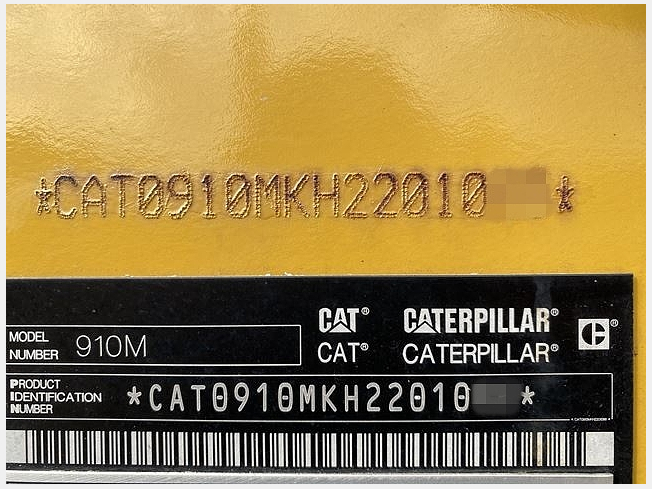 *CAT0910MKH22010 *
MODEL
NUMBER 910M
CAT® CATERPILLAR® C®
CAT® CATERPILLAR®
PRODUCT
IDENTIFICATION
NUMBER
*CAT0910MKH22010 *